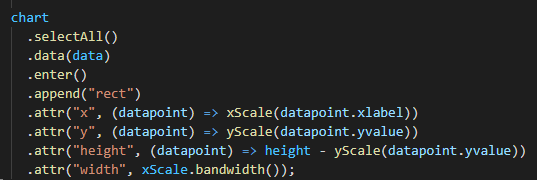 chart
.selectAll()
.data(data)
.enter()
.append("rect")
.attr("x", (datapoint) => xScale(datapoint.xlabel))
.attr("y", (datapoint) => yScale(datapoint.yvalue))
.attr("height", (datapoint) => height - yScale(datapoint.yvalue))
.attr("width", xScale.bandwidth());